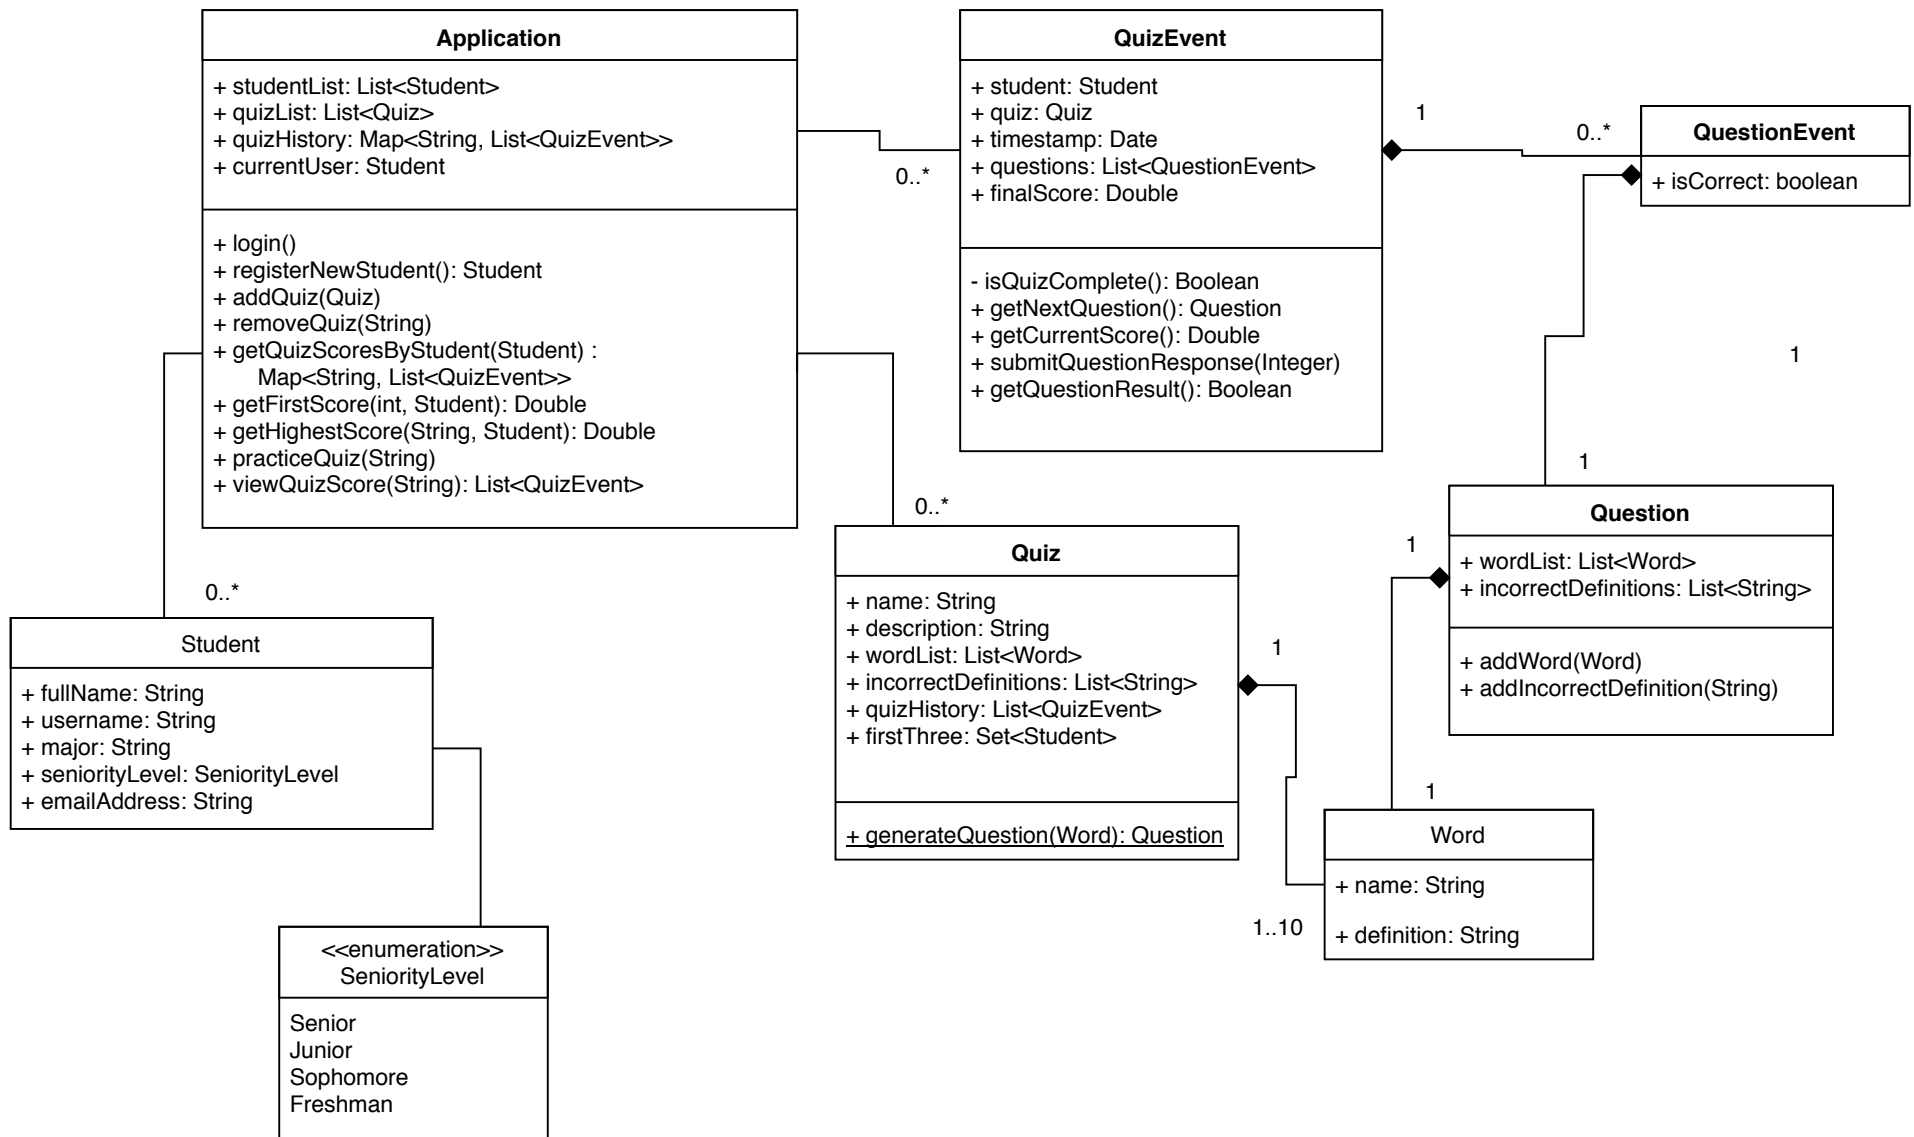 Application
+ studentList: List<Student>
+ quizList: List<Quiz>
+ quizHistory: Map<String, List<QuizEvent>>
+ currentUser: Student
+ login()
+ registerNewStudent(): Student
+ addQuiz(Quiz)
+ removeQuiz(String)
+ getQuizScoresByStudent(Student) :
Map<String, List<QuizEvent>>
+ getFirstScore(int, Student): Double
+ getHighestScore(String, Student): Double
+ practiceQuiz(String)
+ viewQuizScore(String): List<QuizEvent>
0..*
QuizEvent
+ student: Student
+ quiz: Quiz
+ timestamp: Date
+ questions: List<QuestionEvent>
+ finalScore: Double
- isQuizComplete(): Boolean
+ getNextQuestion(): Question
+ getCurrentScore(): Double
+ submitQuestionResponse(Integer)
+ getQuestionResult(): Boolean
1
0..*
QuestionEvent
+ isCorrect: boolean
1
1
Question
+ wordList: List<Word>
+ incorrectDefinitions: List<String>
+ addWord(Word)
+ addIncorrectDefinition(String)
1
0..*
Quiz
+ name: String
+ description: String
+ wordList: List<Word>
+ incorrectDefinitions: List<String>
+ quizHistory: List<QuizEvent>
+ firstThree: Set<Student>
+ generateQuestion(Word): Question
1
1
1..10
Word
+ name: String
+ definition: String
0..*
Student
+ fullName: String
+ username: String
+ major: String
+ seniorityLevel: SeniorityLevel
+ emailAddress: String
<<enumeration>>
SeniorityLevel
Senior
Junior
Sophomore
Freshman